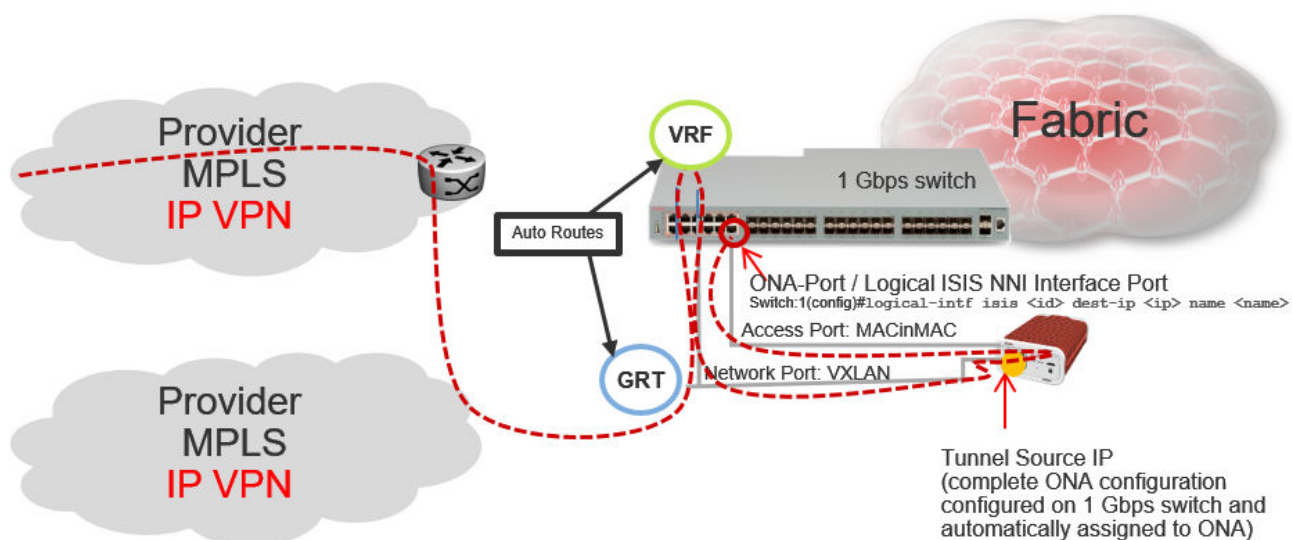 Provider
MPLS
IP VPN
VRF
Fabric
1 Gbps switch
Auto Routes
ONA-Port / Logical ISIS NNI Interface Port
Switch:1(config)#logical-intf isis <id> dest-ip <ip> name <name>
Access Port: MACinMAC
GRT
Network Port: VXLAN
Provider
MPLS
IP VPN
Tunnel Source IP
(complete ONA configuration
configured on 1 Gbps switch and
automatically assigned to ONA)